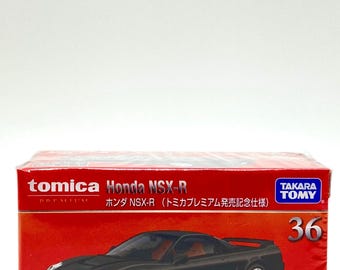 tomica Honda NSX-R
PREMIUM
ホンダ NSX-R （トミカプレミアム発売記念仕様）
TAKARA
TOMY
36